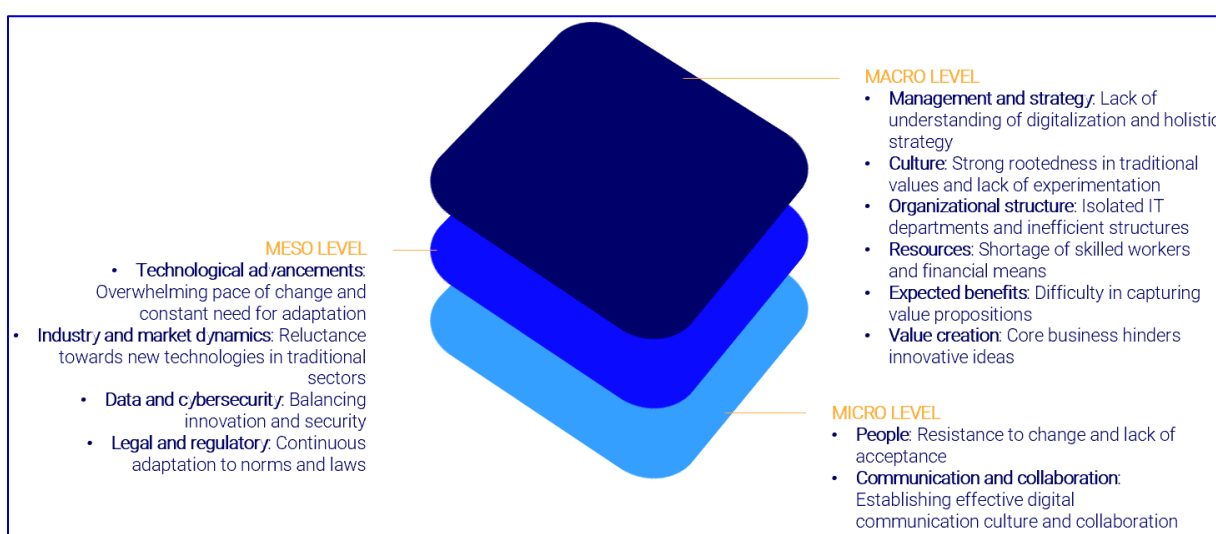 MACRO LEVEL
• Management and strategy: Lack of
understanding of digitalization and holistic
strategy
• Culture: Strong rootedness in traditional
values and lack of experimentation
• Organizational structure: Isolated IT
departments and inefficient structures
• Resources: Shortage of skilled workers
and financial means
• Expected benefits: Difficulty in capturing
value propositions
• Value creation: Core business hinders
innovative ideas
MESO LEVEL
• Technological advancements:
Overwhelming pace of change and
constant need for adaptation
• Industry and market dynamics: Reluctance
towards new technologies in traditional
sectors
• Data and cybersecurity: Balancing
innovation and security
• Legal and regulatory: Continuous
adaptation to norms and laws
MICRO LEVEL
• People: Resistance to change and lack of
acceptance
• Communication and collaboration:
Establishing effective digital
communication culture and collaboration